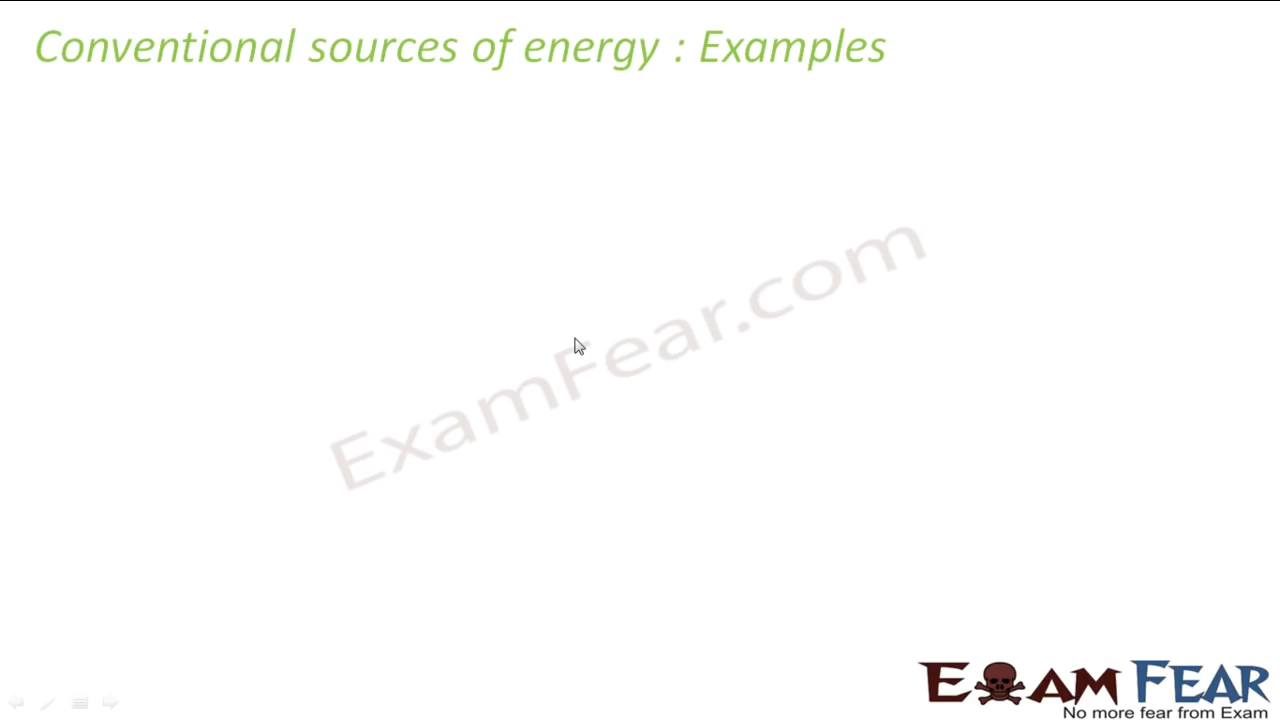 Conventional sources of energy : Examples
ExamFear.com
EXAM FEAR
No more fear from Exam